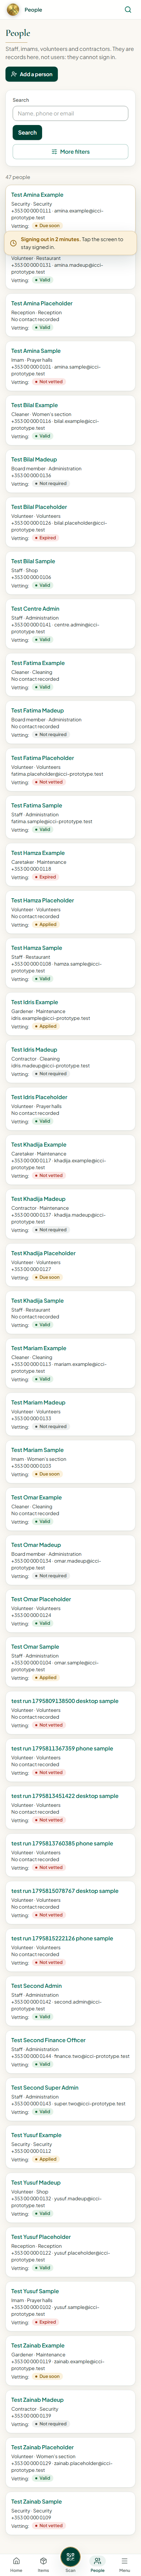 People
People
Staff, imams, volunteers and contractors. They are
records here, not users: they cannot sign in.
Add a person
Search
Name, phone or email
Search
More filters
47 people
Test Amina Example
Security · Security
+353 00 000 0111 · amina.example@icci-
prototype.test
Vetting: Due soon
Signing out in 2 minutes. Tap the screen to
stay signed in.
Volunteer · Restaurant
+353 00 000 0131 · amina.madeup@icci-
prototype.test
Vetting: Valid
Test Amina Placeholder
Reception · Reception
No contact recorded
Vetting: Valid
Test Amina Sample
Imam · Prayer halls
+353 00 000 0101 · amina.sample@icci-
prototype.test
Vetting: Not vetted
Test Bilal Example
Cleaner · Women's section
+353 00 000 0116 · bilal.example@icci-
prototype.test
Vetting: Valid
Test Bilal Madeup
Board member · Administration
+353 00 000 0136
Vetting: Not required
Test Bilal Placeholder
Volunteer · Volunteers
+353 00 000 0126 · bilal.placeholder@icci-
prototype.test
Vetting: Expired
Test Bilal Sample
Staff · Shop
+353 00 000 0106
Vetting: Valid
Test Centre Admin
Staff · Administration
+353 00 000 0141 · centre.admin@icci-
prototype.test
Vetting: Valid
Test Fatima Example
Cleaner · Cleaning
No contact recorded
Vetting: Valid
Test Fatima Madeup
Board member · Administration
No contact recorded
Vetting: Not required
Test Fatima Placeholder
Volunteer · Volunteers
fatima.placeholder@icci-prototype.test
Vetting: Not vetted
Test Fatima Sample
Staff · Administration
fatima.sample@icci-prototype.test
Vetting: Valid
Test Hamza Example
Caretaker · Maintenance
+353 00 000 0118
Vetting: Expired
Test Hamza Placeholder
Volunteer · Volunteers
No contact recorded
Vetting: Applied
Test Hamza Sample
Staff · Restaurant
+353 00 000 0108 · hamza.sample@icci-
prototype.test
Vetting: Valid
Test Idris Example
Gardener · Maintenance
idris.example@icci-prototype.test
Vetting: Applied
Test Idris Madeup
Contractor · Cleaning
idris.madeup@icci-prototype.test
Vetting: Not required
Test Idris Placeholder
Volunteer · Prayer halls
No contact recorded
Vetting: Valid
Test Khadija Example
Caretaker · Maintenance
+353 00 000 0117 · khadija.example@icci-
prototype.test
Vetting: Not vetted
Test Khadija Madeup
Contractor · Maintenance
+353 00 000 0137 · khadija.madeup@icci-
prototype.test
Vetting: Not required
Test Khadija Placeholder
Volunteer · Volunteers
+353 00 000 0127
Vetting: Due soon
Test Khadija Sample
Staff · Restaurant
No contact recorded
Vetting: Valid
Test Mariam Example
Cleaner · Cleaning
+353 00 000 0113 · mariam.example@icci-
prototype.test
Vetting: Valid
Test Mariam Madeup
Volunteer · Volunteers
+353 00 000 0133
Vetting: Not required
Test Mariam Sample
Imam · Women's section
+353 00 000 0103
Vetting: Due soon
Test Omar Example
Cleaner · Cleaning
No contact recorded
Vetting: Valid
Test Omar Madeup
Board member · Administration
+353 00 000 0134 · omar.madeup@icci-
prototype.test
Vetting: Not required
Test Omar Placeholder
Volunteer · Volunteers
+353 00 000 0124
Vetting: Valid
Test Omar Sample
Staff · Administration
+353 00 000 0104 · omar.sample@icci-
prototype.test
Vetting: Applied
test run 1795809138500 desktop sample
Volunteer · Volunteers
No contact recorded
Vetting: Not vetted
test run 1795811367359 phone sample
Volunteer · Volunteers
No contact recorded
Vetting: Not vetted
test run 1795813451422 desktop sample
Volunteer · Volunteers
No contact recorded
Vetting: Not vetted
test run 1795813760385 phone sample
Volunteer · Volunteers
No contact recorded
Vetting: Not vetted
test run 1795815078767 desktop sample
Volunteer · Volunteers
No contact recorded
Vetting: Not vetted
test run 1795815222126 phone sample
Volunteer · Volunteers
No contact recorded
Vetting: Not vetted
Test Second Admin
Staff · Administration
+353 00 000 0142 · second.admin@icci-
prototype.test
Vetting: Valid
Test Second Finance Officer
Staff · Administration
+353 00 000 0144 · finance.two@icci-prototype.test
Vetting: Valid
Test Second Super Admin
Staff · Administration
+353 00 000 0143 · super.two@icci-prototype.test
Vetting: Valid
Test Yusuf Example
Security · Security
+353 00 000 0112
Vetting: Applied
Test Yusuf Madeup
Volunteer · Shop
+353 00 000 0132 · yusuf.madeup@icci-
prototype.test
Vetting: Valid
Test Yusuf Placeholder
Reception · Reception
+353 00 000 0122 · yusuf.placeholder@icci-
prototype.test
Vetting: Valid
Test Yusuf Sample
Imam · Prayer halls
+353 00 000 0102 · yusuf.sample@icci-
prototype.test
Vetting: Expired
Test Zainab Example
Gardener · Maintenance
+353 00 000 0119 · zainab.example@icci-
prototype.test
Vetting: Due soon
Test Zainab Madeup
Contractor · Security
+353 00 000 0139
Vetting: Not required
Test Zainab Placeholder
Volunteer · Women's section
+353 00 000 0129 · zainab.placeholder@icci-
prototype.test
Vetting: Valid
Test Zainab Sample
Security · Security
+353 00 000 0109
Vetting: Not vetted
Home
Items
Scan
People
Menu